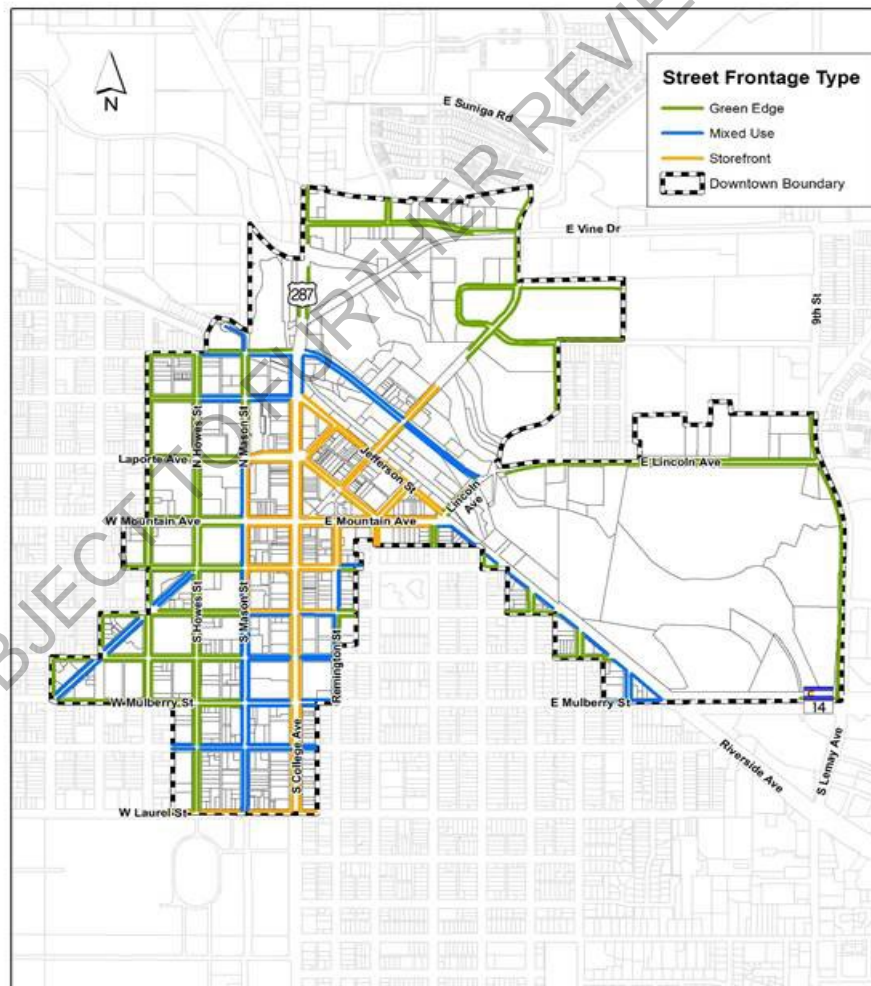 SUBJECT TO FURTHER REVIE
N
Street Frontage Type
Green Edge
Mixed Use
Storefront
Downtown Boundary
E Suniga Rd
E Vine Dr
287
9th St
N Howes St
N Mason St
Laporte Ave
Jefferson St
Lincoln Ave
E Lincoln Ave
W Mountain Ave
E Mountain Ave
S Howes St
S Mason St
Remington St
W Mulberry St
E Mulberry St
14
S College Ave
Riverside Ave
S Lemay Ave
W Laurel St